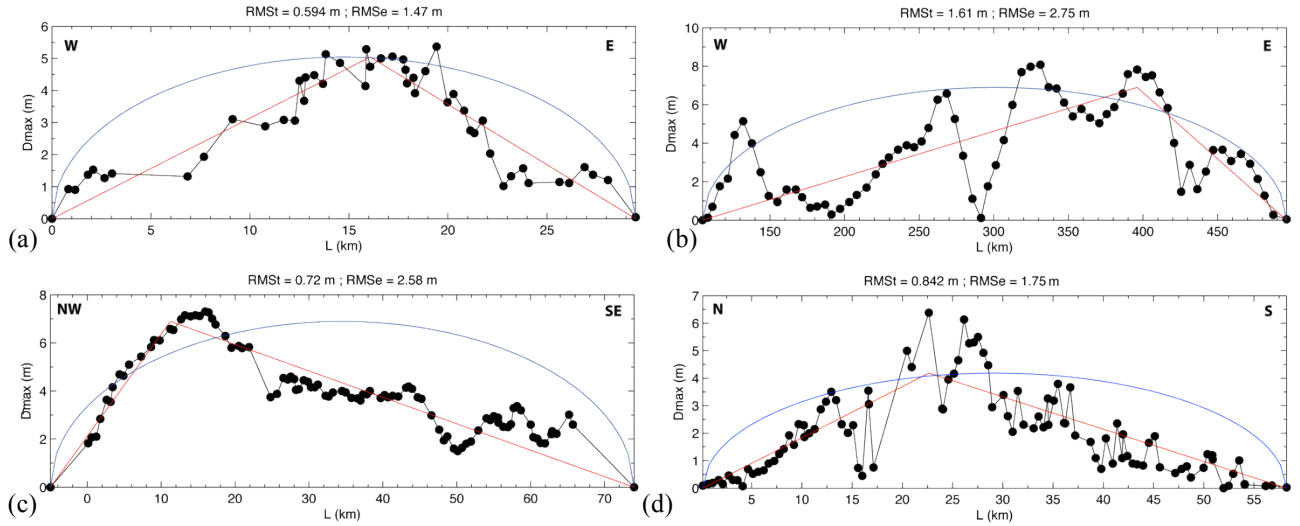 RMSt = 0.594 m ; RMSe = 1.47 m
6
5
4
3
2
1
0
Dmax (m)
W
E
0 5 10 15 20 25
L (km)
(a)
RMSt = 1.61 m ; RMSe = 2.75 m
10
8
6
4
2
0
Dmax (m)
W
E
150 200 250 300 350 400 450
L (km)
(b)
RMSt = 0.72 m ; RMSe = 2.58 m
8
6
4
2
0
Dmax (m)
NW
SE
0 10 20 30 40 50 60 70
L (km)
(c)
RMSt = 0.842 m ; RMSe = 1.75 m
7
6
5
4
3
2
1
0
Dmax (m)
N
S
5 10 15 20 25 30 35 40 45 50 55
L (km)
(d)